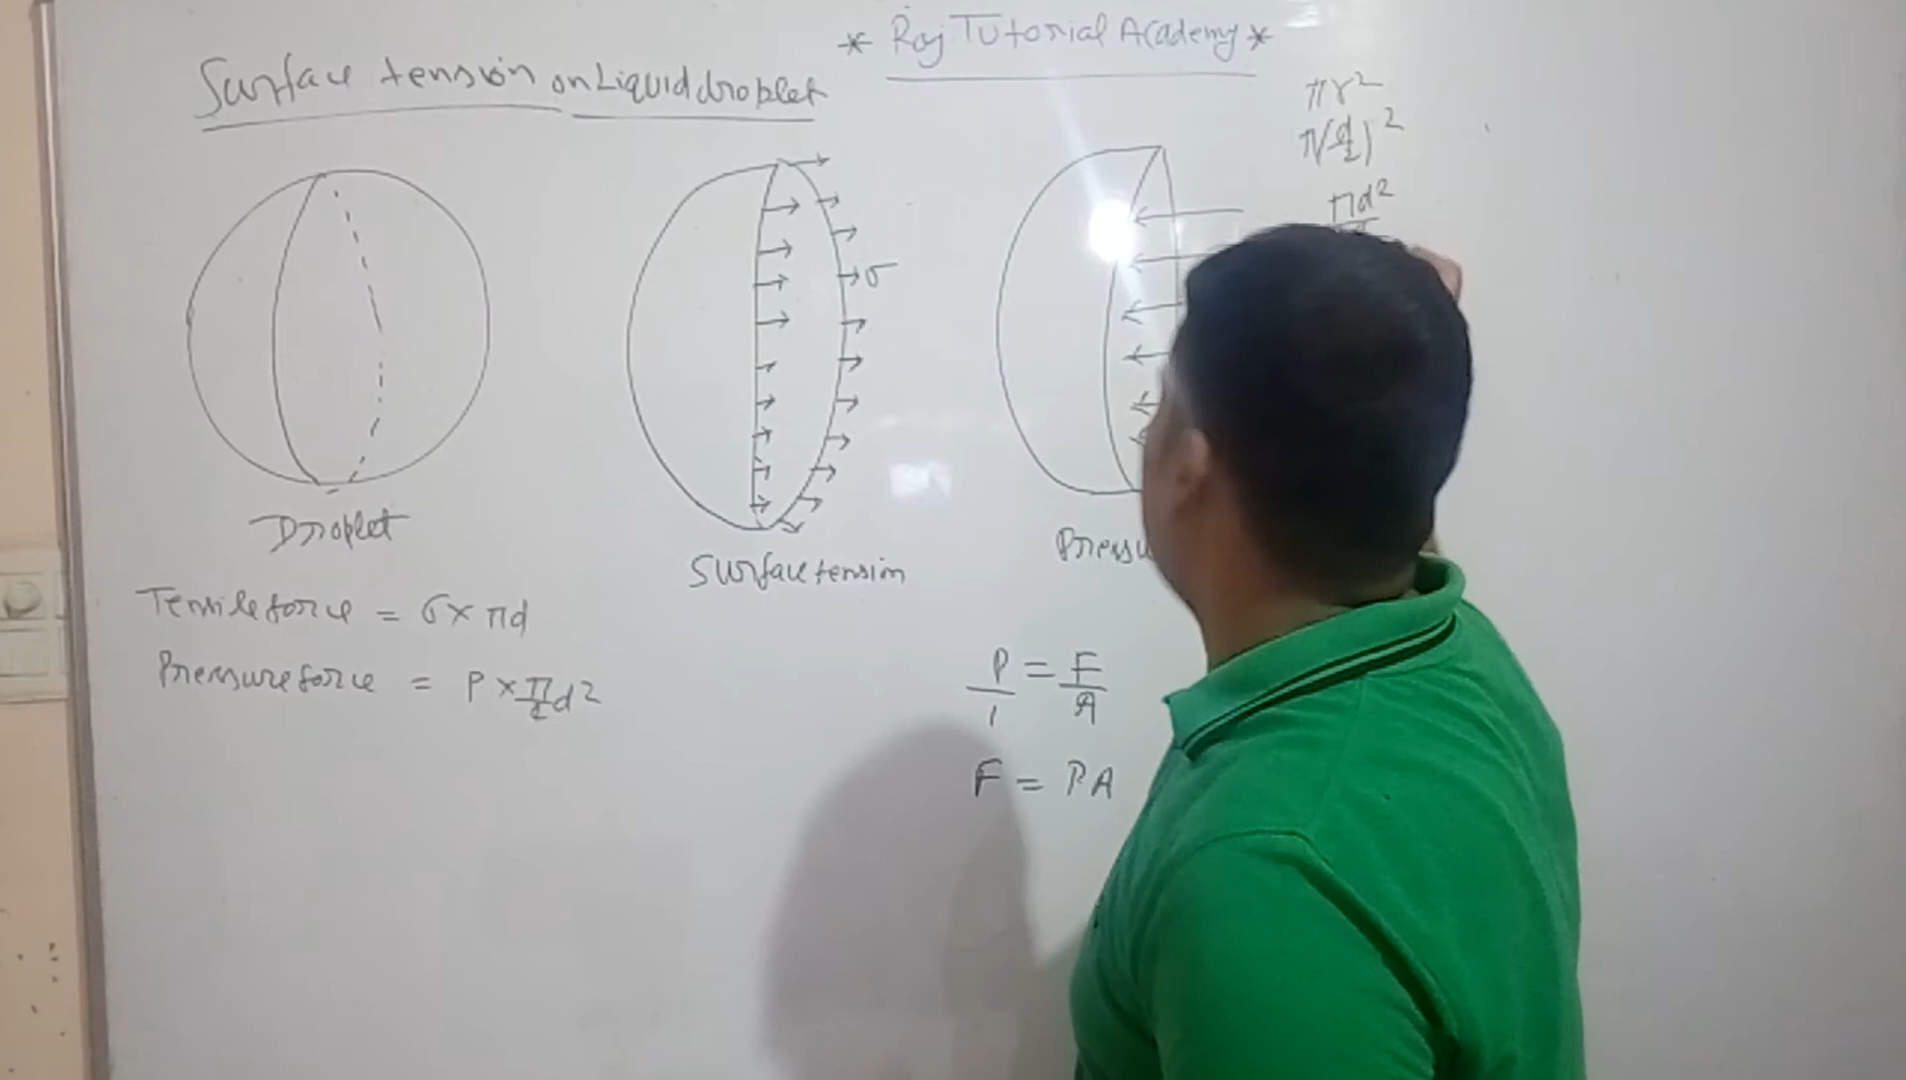 * Raj Tutorial Academy *
Surface tension on Liquid droplet
πr²
π(d/2)²
πd²
σ
Droplet
Surface tension
Tensile force = σ × πd
Pressure force = P × π/4 d²
P/1 = F/A
F = PA